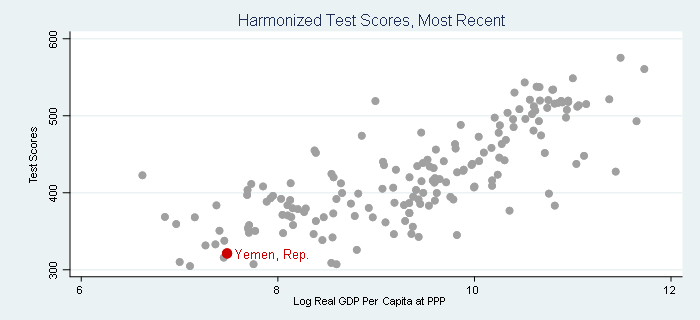 Harmonized Test Scores, Most Recent
600
500
400
300
Test Scores
Yemen, Rep.
6 8 10 12
Log Real GDP Per Capita at PPP